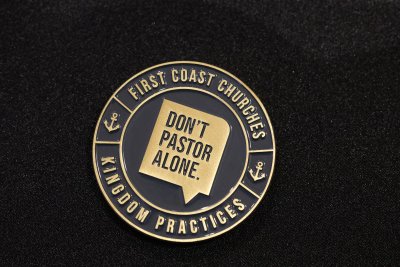 FIRST COAST CHURCHES
DON'T
PASTOR
ALONE.
KINGDOM PRACTICES